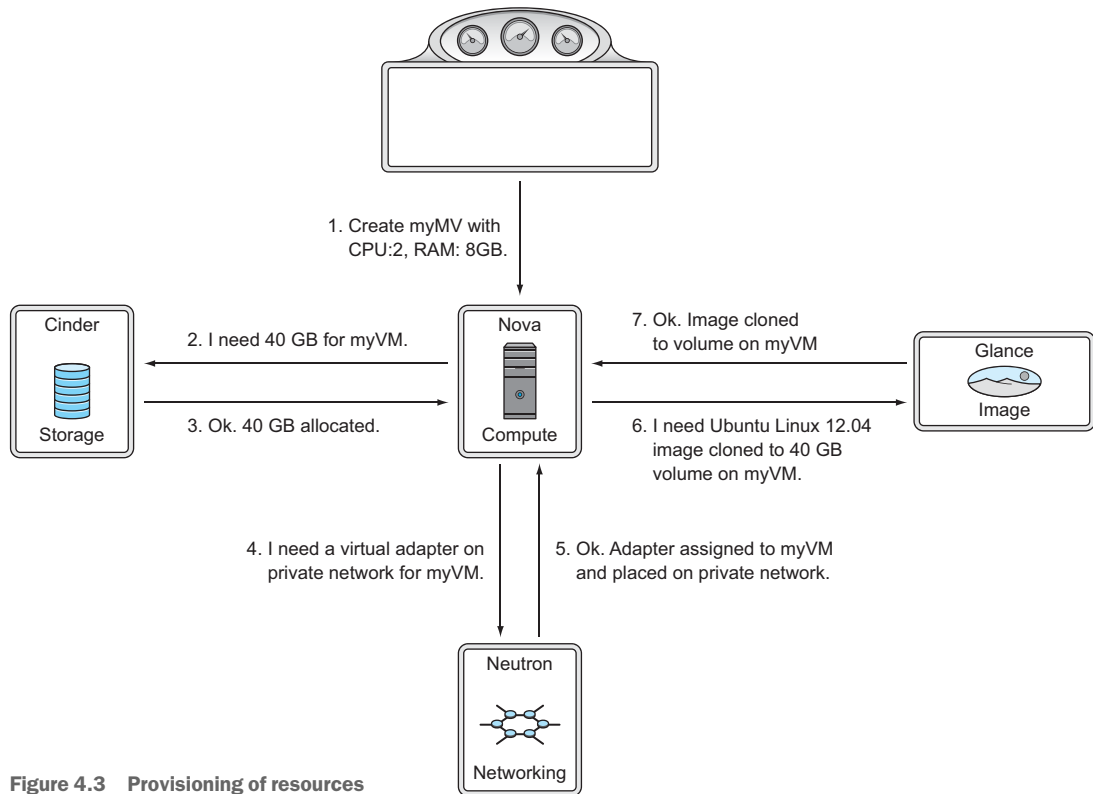 1. Create myMV with
CPU:2, RAM: 8GB.
Cinder
Storage
2. I need 40 GB for myVM.
3. Ok. 40 GB allocated.
Nova
Compute
7. Ok. Image cloned
to volume on myVM
6. I need Ubuntu Linux 12.04
image cloned to 40 GB
volume on myVM.
Glance
Image
4. I need a virtual adapter on
private network for myVM.
5. Ok. Adapter assigned to myVM
and placed on private network.
Neutron
Networking
Figure 4.3 Provisioning of resources